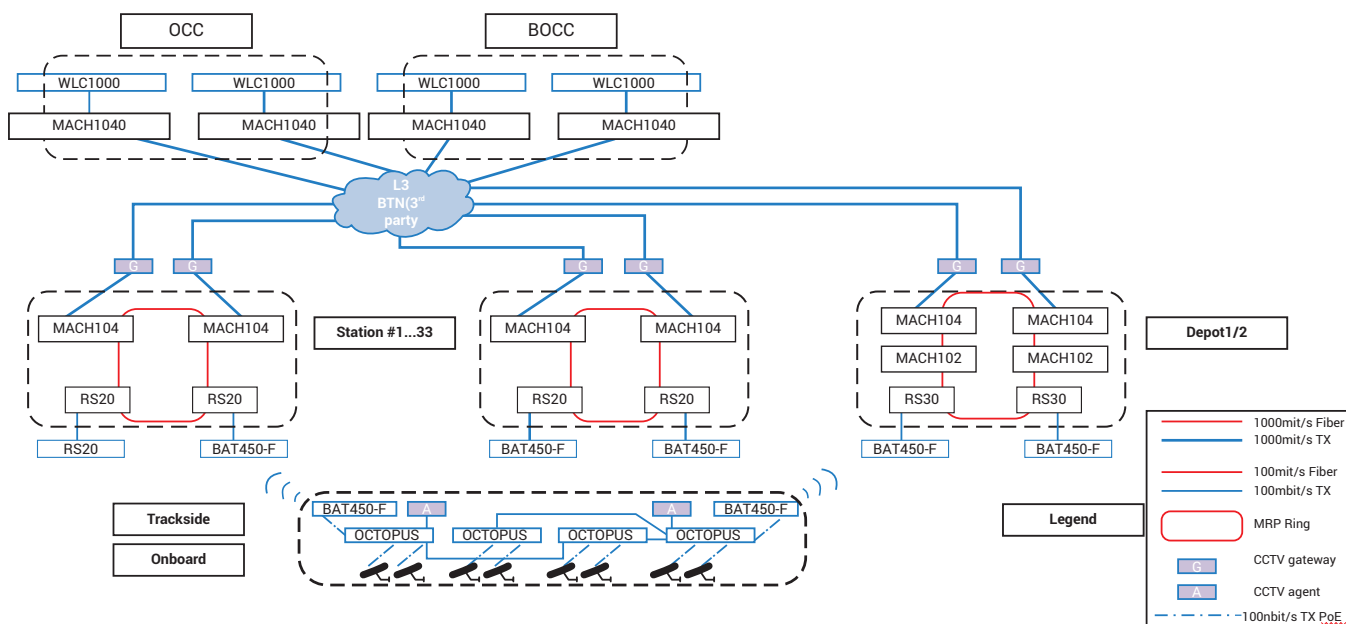 OCC
BOCC
WLC1000
WLC1000
WLC1000
WLC1000
MACH1040
MACH1040
MACH1040
MACH1040
L3
BTN(3rd
party
G
G
G
G
G
G
MACH104
MACH104
Station #1...33
MACH104
MACH104
MACH104
MACH104
Depot1/2
MACH102
MACH102
RS20
RS20
RS20
RS20
RS30
RS30
RS20
BAT450-F
BAT450-F
BAT450-F
BAT450-F
BAT450-F
Trackside
Onboard
BAT450-F
A
A
BAT450-F
OCTOPUS
OCTOPUS
OCTOPUS
OCTOPUS
Legend
1000mit/s Fiber
1000mit/s TX
100mit/s Fiber
100mbit/s TX
MRP Ring
G
CCTV gateway
A
CCTV agent
100nbit/s TX PoE